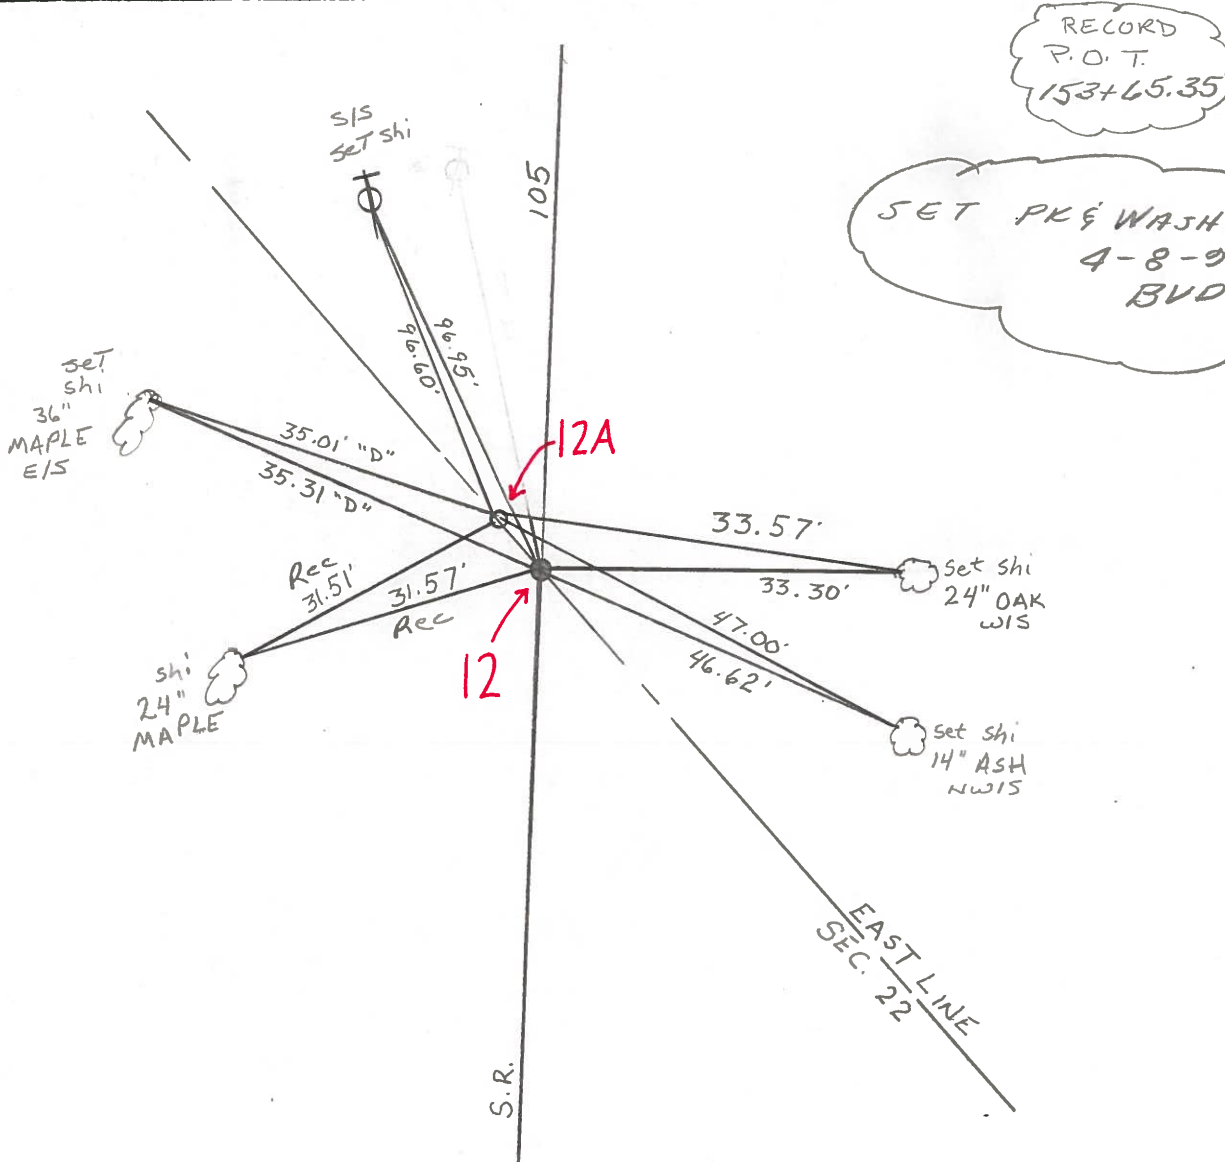 RECORD
P.O.T.
153+65.35
SET PK & WASH
4-8-9
BVD
S/S
set shi
105
96.60'
96.95'
set
shi
36"
MAPLE
E/S
35.01' "D"
35.31 "D"
12A
33.57'
33.30'
set shi
24" OAK
W/S
Rec
31.51'
31.57'
Rec
12
47.00'
46.62'
shi
24"
MAPLE
set shi
14" ASH
NW/S
EAST LINE
SEC. 22
S.R.